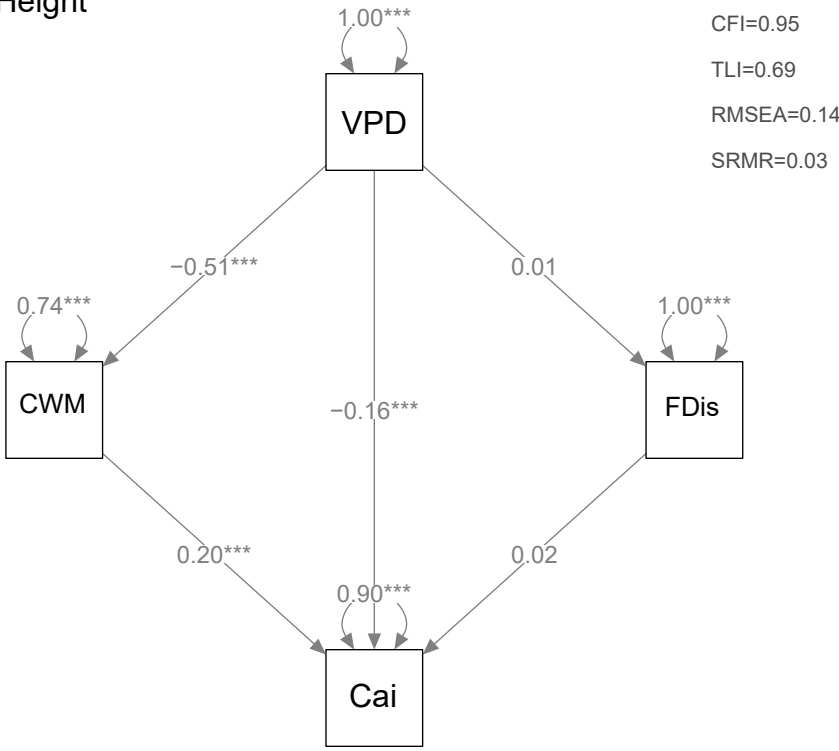 Height
1.00***
CFI=0.95
TLI=0.69
RMSEA=0.14
SRMR=0.03
VPD
−0.51***
0.01
0.74***
1.00***
CWM
−0.16***
FDis
0.20***
0.02
0.90***
Cai